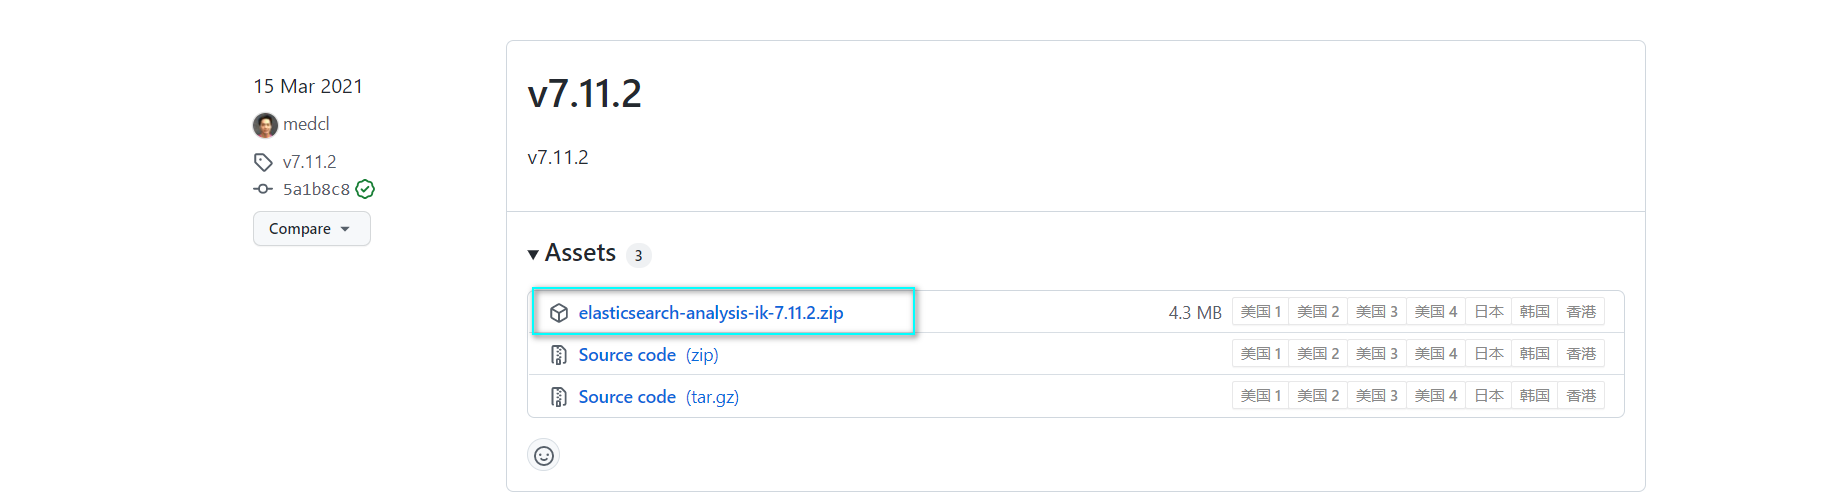 15 Mar 2021
medcl
v7.11.2
5a1b8c8
Compare
v7.11.2
v7.11.2
Assets 3
elasticsearch-analysis-ik-7.11.2.zip 4.3 MB 美国 1 美国 2 美国 3 美国 4 日本 韩国 香港
Source code (zip) 美国 1 美国 2 美国 3 美国 4 日本 韩国 香港
Source code (tar.gz) 美国 1 美国 2 美国 3 美国 4 日本 韩国 香港